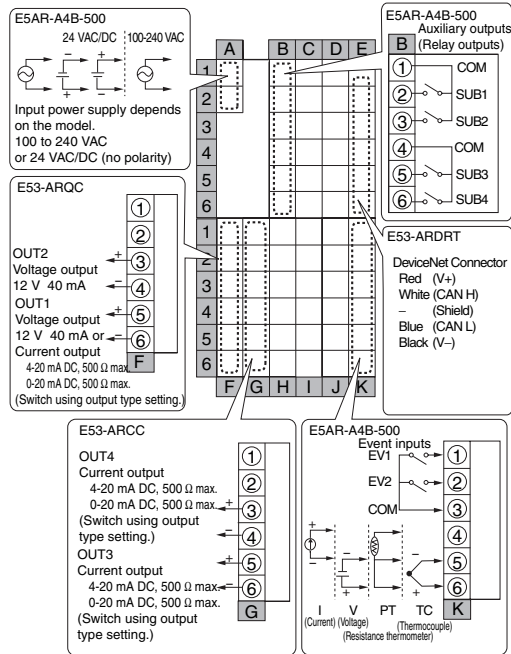 E5AR-A4B-500
24 VAC/DC 100-240 VAC
– – +
+ + –
Input power supply depends
on the model.
100 to 240 VAC
or 24 VAC/DC (no polarity)
A B C D E
1
2
3
4
5
6
1
2
3
4
5
6
F G H I J K
E5AR-A4B-500
Auxiliary outputs
(Relay outputs)
B
1 COM
2 SUB1
3 SUB2
4 COM
5 SUB3
6 SUB4
E53-ARQC
1
2
OUT2 + 3
Voltage output
12 V 40 mA – 4
OUT1 + 5
Voltage output
12 V 40 mA or – 6
Current output F
4-20 mA DC, 500 Ω max.
0-20 mA DC, 500 Ω max.
(Switch using output type setting.)
E53-ARDRT
DeviceNet Connector
Red (V+)
White (CAN H)
– (Shield)
Blue (CAN L)
Black (V–)
E53-ARCC
OUT4 1
Current output
4-20 mA DC, 500 Ω max. 2
0-20 mA DC, 500 Ω max. + 3
(Switch using output
type setting.) – 4
OUT3 + 5
Current output
4-20 mA DC, 500 Ω max. – 6
0-20 mA DC, 500 Ω max.
(Switch using output G
type setting.)
E5AR-A4B-500
Event inputs
EV1 1
EV2 2
COM 3
+ 4
– – – 5
+ + 6
I V PT TC K
(Current) (Voltage) (Thermocouple)
(Resistance thermometer)